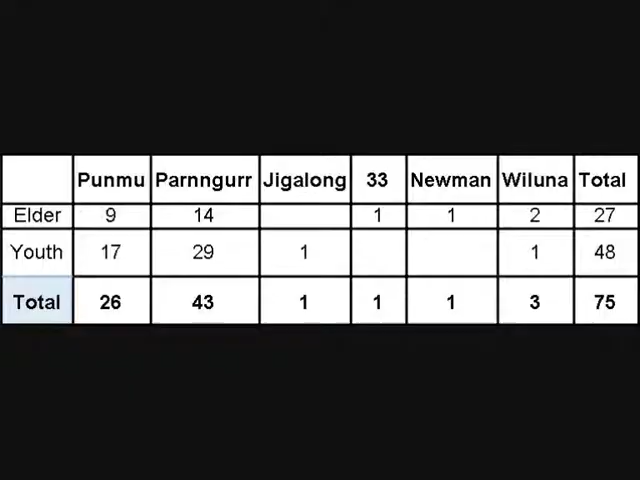 Punmu Parnngurr Jigalong 33 Newman Wiluna Total
Elder 9 14 1 1 2 27
Youth 17 29 1 1 48
Total 26 43 1 1 1 3 75